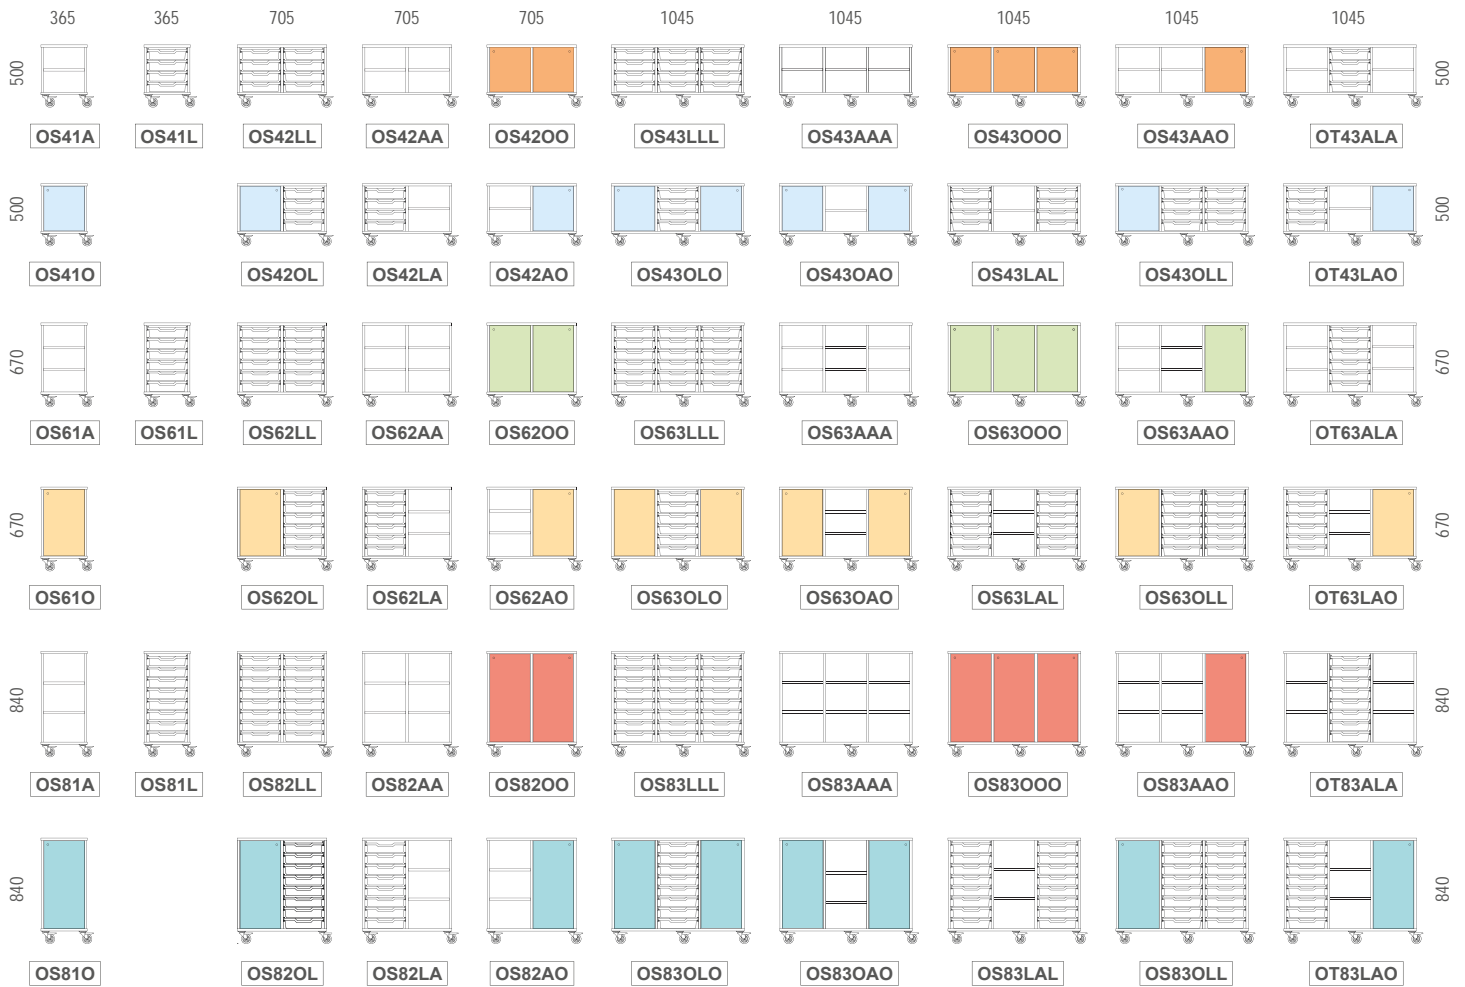 365 365 705 705 705 1045 1045 1045 1045 1045
500 500
OS41A OS41L OS42LL OS42AA OS42OO OS43LLL OS43AAA OS43OOO OS43AAO OT43ALA
500 500
OS41O OS42OL OS42LA OS42AO OS43OLO OS43OAO OS43LAL OS43OLL OT43LAO
670 670
OS61A OS61L OS62LL OS62AA OS62OO OS63LLL OS63AAA OS63OOO OS63AAO OT63ALA
670 670
OS61O OS62OL OS62LA OS62AO OS63OLO OS63OAO OS63LAL OS63OLL OT63LAO
840 840
OS81A OS81L OS82LL OS82AA OS82OO OS83LLL OS83AAA OS83OOO OS83AAO OT83ALA
840 840
OS81O OS82OL OS82LA OS82AO OS83OLO OS83OAO OS83LAL OS83OLL OT83LAO